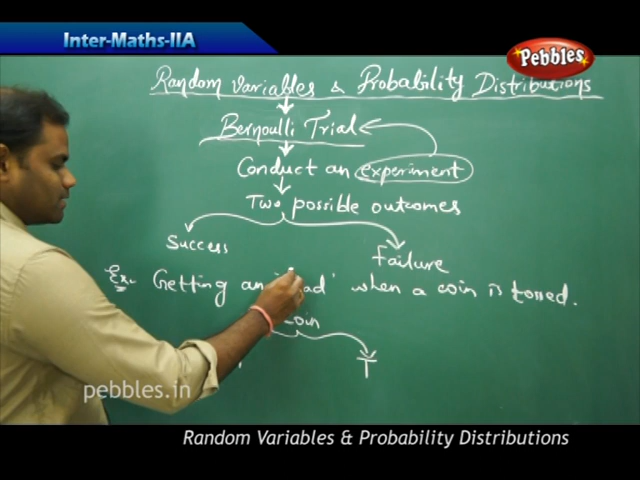 Inter-Maths-IIA
Pebbles
Random Variables & Probability Distributions
Bernoulli Trial
Conduct an experiment
Two possible outcomes
Success
failure
Ex:- Getting an ' ad' when a coin is tossed.
Coin
T
pebbles.in
Random Variables & Probability Distributions